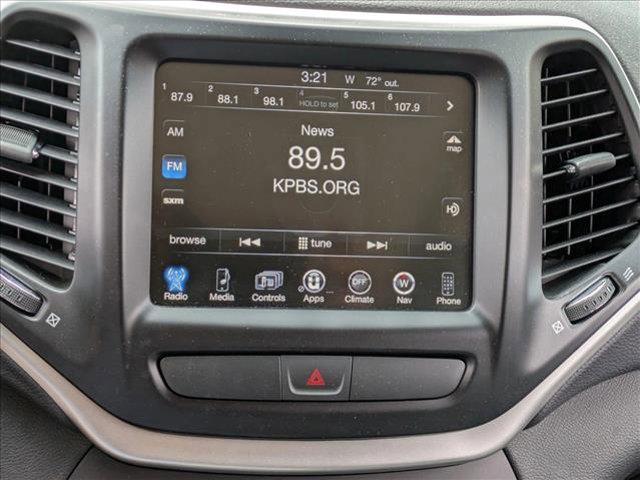 3:21 W 72° out.
1 87.9 2 88.1 3 98.1 4 HOLD to set 5 105.1 6 107.9
News
AM
89.5
map
FM
KPBS.ORG
sxm
HD
browse tune audio
OFF W
Radio Media Controls Apps Climate Nav Phone